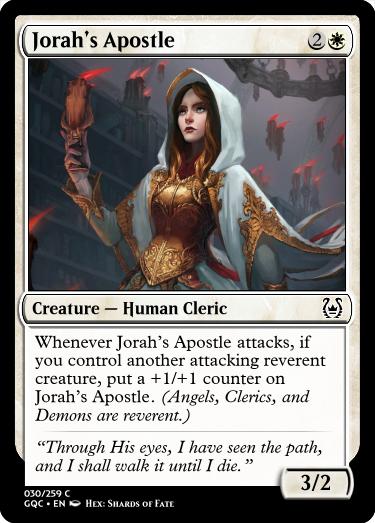 Jorah's Apostle 2
Creature — Human Cleric
Whenever Jorah's Apostle attacks, if
you control another attacking reverent
creature, put a +1/+1 counter on
Jorah's Apostle. (Angels, Clerics, and
Demons are reverent.)
“Through His eyes, I have seen the path,
and I shall walk it until I die.”
3/2
030/259 C
GQC • EN Hex: Shards of Fate